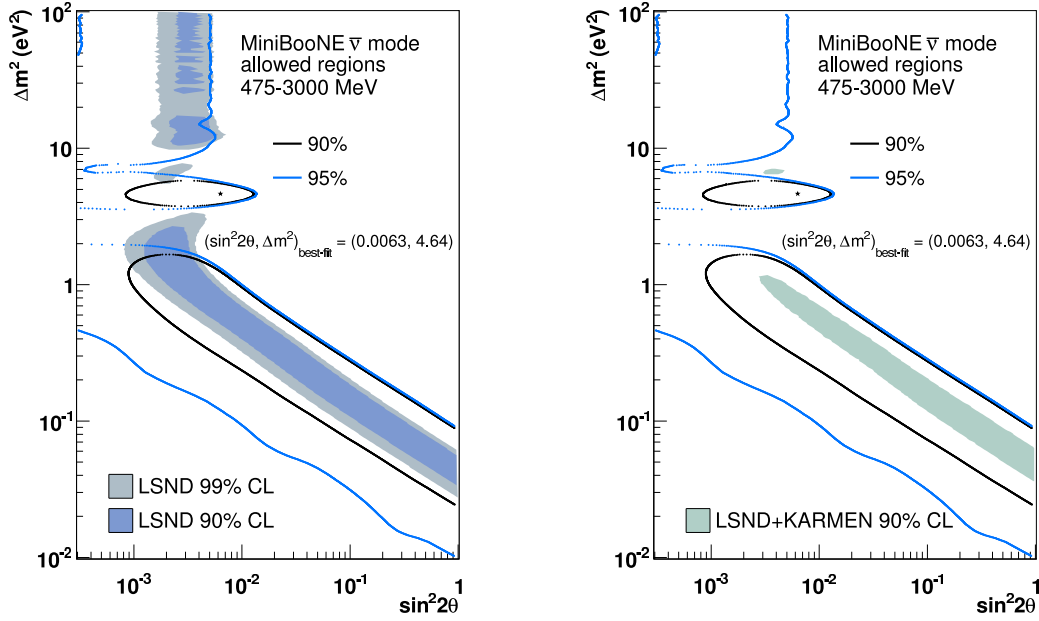 Δm² (eV²)
10²
10
1
10⁻¹
10⁻²
MiniBooNE ν̅ mode
allowed regions
475-3000 MeV
90%
95%
(sin²2θ, Δm²)best-fit = (0.0063, 4.64)
LSND 99% CL
LSND 90% CL
10⁻³
10⁻²
10⁻¹
1
sin²2θ
Δm² (eV²)
10²
10
1
10⁻¹
10⁻²
MiniBooNE ν̅ mode
allowed regions
475-3000 MeV
90%
95%
(sin²2θ, Δm²)best-fit = (0.0063, 4.64)
LSND+KARMEN 90% CL
10⁻³
10⁻²
10⁻¹
1
sin²2θ